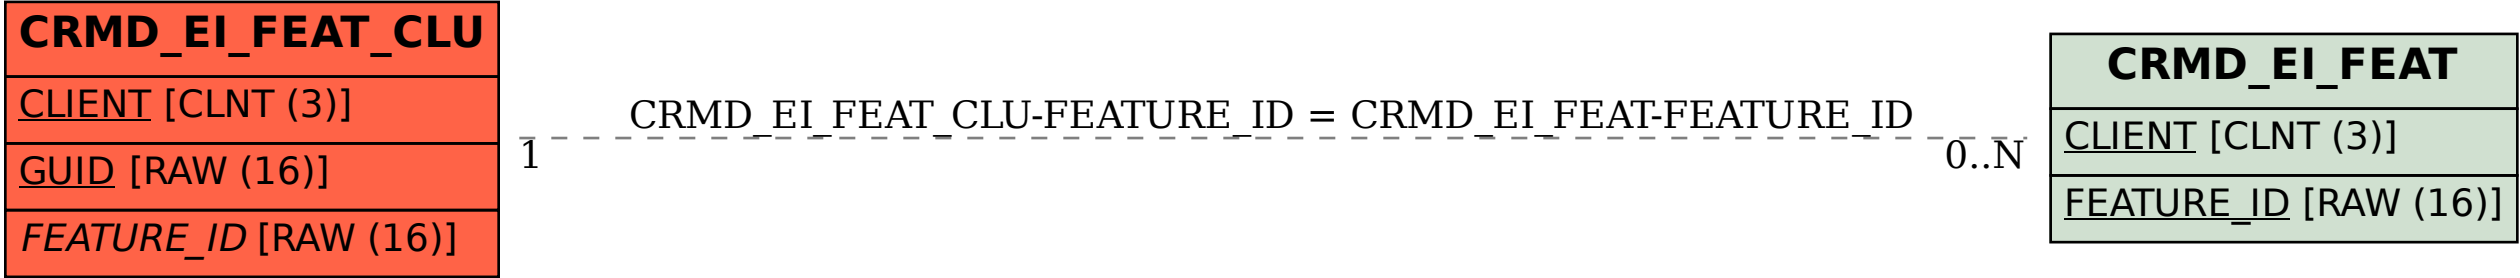 CRMD_EI_FEAT_CLU
CLIENT [CLNT (3)]
GUID [RAW (16)]
FEATURE_ID [RAW (16)]
CRMD_EI_FEAT_CLU-FEATURE_ID = CRMD_EI_FEAT-FEATURE_ID
1
0..N
CRMD_EI_FEAT
CLIENT [CLNT (3)]
FEATURE_ID [RAW (16)]